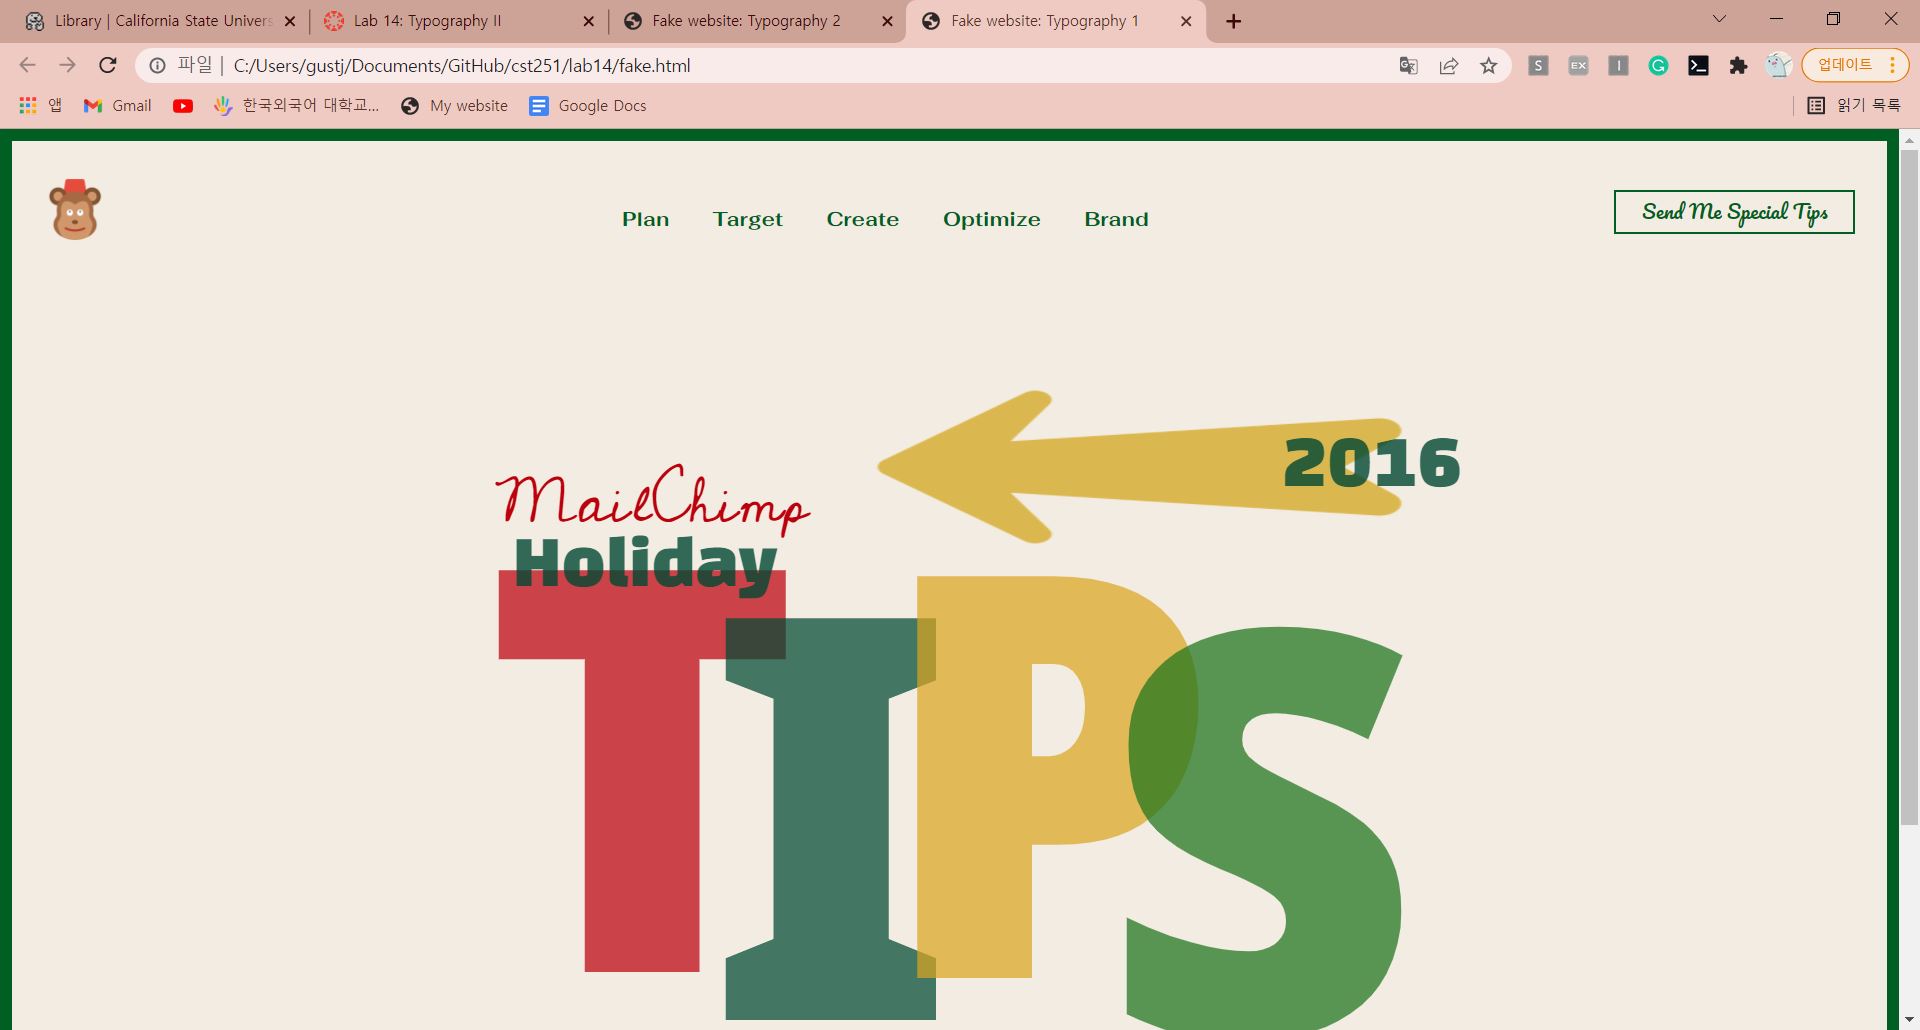 Library | California State Univers
Lab 14: Typography II
Fake website: Typography 2
Fake website: Typography 1
파일 | C:/Users/gustj/Documents/GitHub/cst251/lab14/fake.html
S
EX
I
업데이트
앱
Gmail
한국외국어 대학교...
My website
Google Docs
읽기 목록
Plan
Target
Create
Optimize
Brand
Send Me Special Tips
2016
MailChimp
Holiday
TIPS